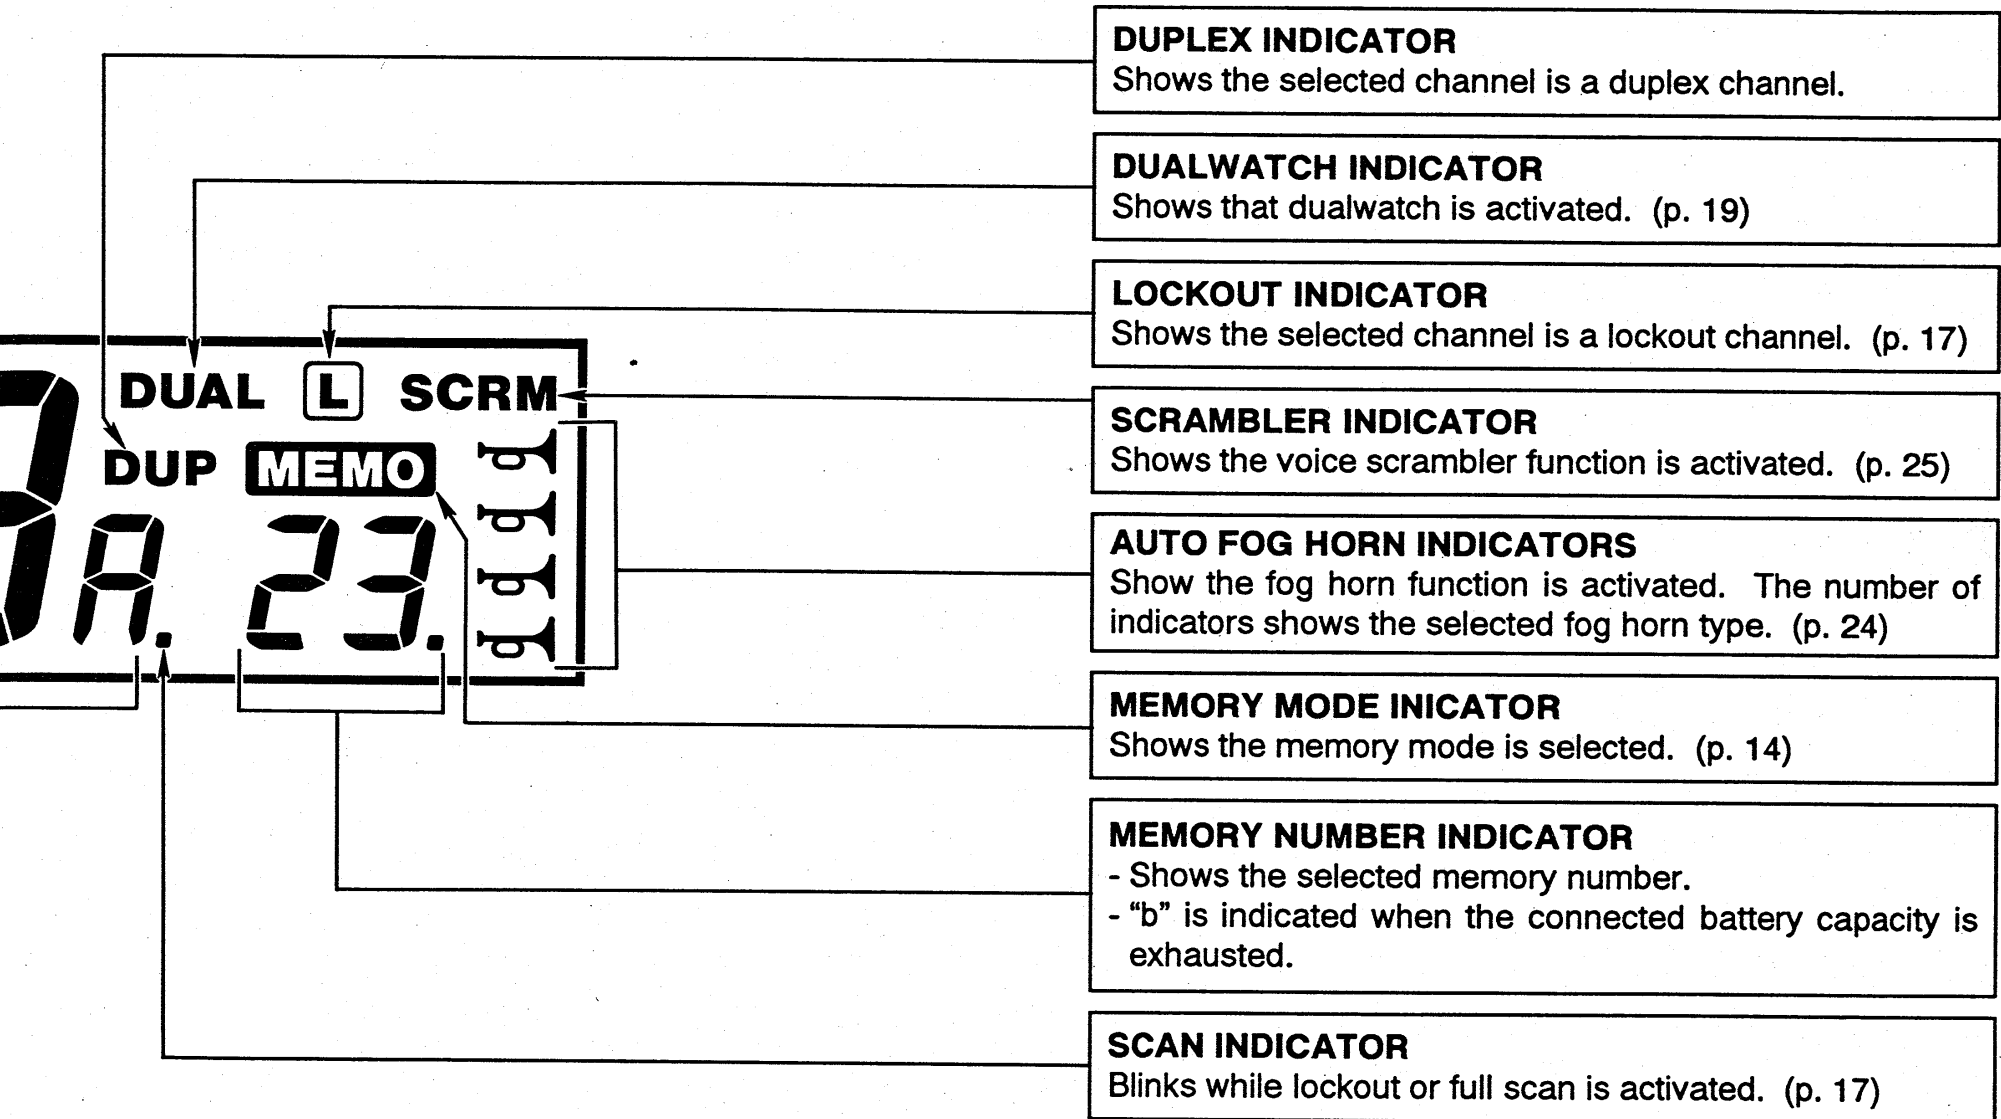 DUPLEX INDICATOR
Shows the selected channel is a duplex channel.
DUALWATCH INDICATOR
Shows that dualwatch is activated. (p. 19)
LOCKOUT INDICATOR
Shows the selected channel is a lockout channel. (p. 17)
DUAL L SCRM
SCRAMBLER INDICATOR
Shows the voice scrambler function is activated. (p. 25)
DUP MEMO
A. 23.
AUTO FOG HORN INDICATORS
Show the fog horn function is activated. The number of
indicators shows the selected fog horn type. (p. 24)
MEMORY MODE INICATOR
Shows the memory mode is selected. (p. 14)
MEMORY NUMBER INDICATOR
- Shows the selected memory number.
- “b” is indicated when the connected battery capacity is
exhausted.
SCAN INDICATOR
Blinks while lockout or full scan is activated. (p. 17)